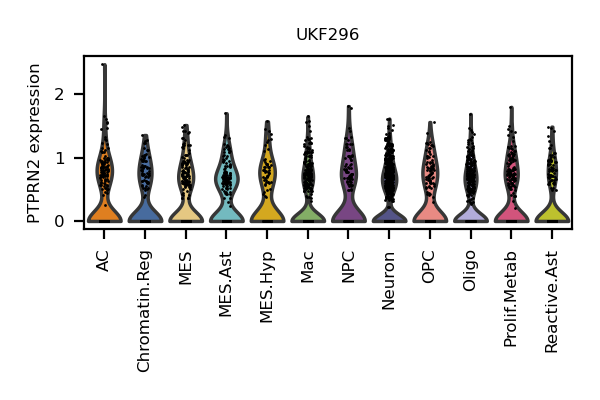 UKF296
PTPRN2 expression
2
1
0
AC
Chromatin.Reg
MES
MES.Ast
MES.Hyp
Mac
NPC
Neuron
OPC
Oligo
Prolif.Metab
Reactive.Ast